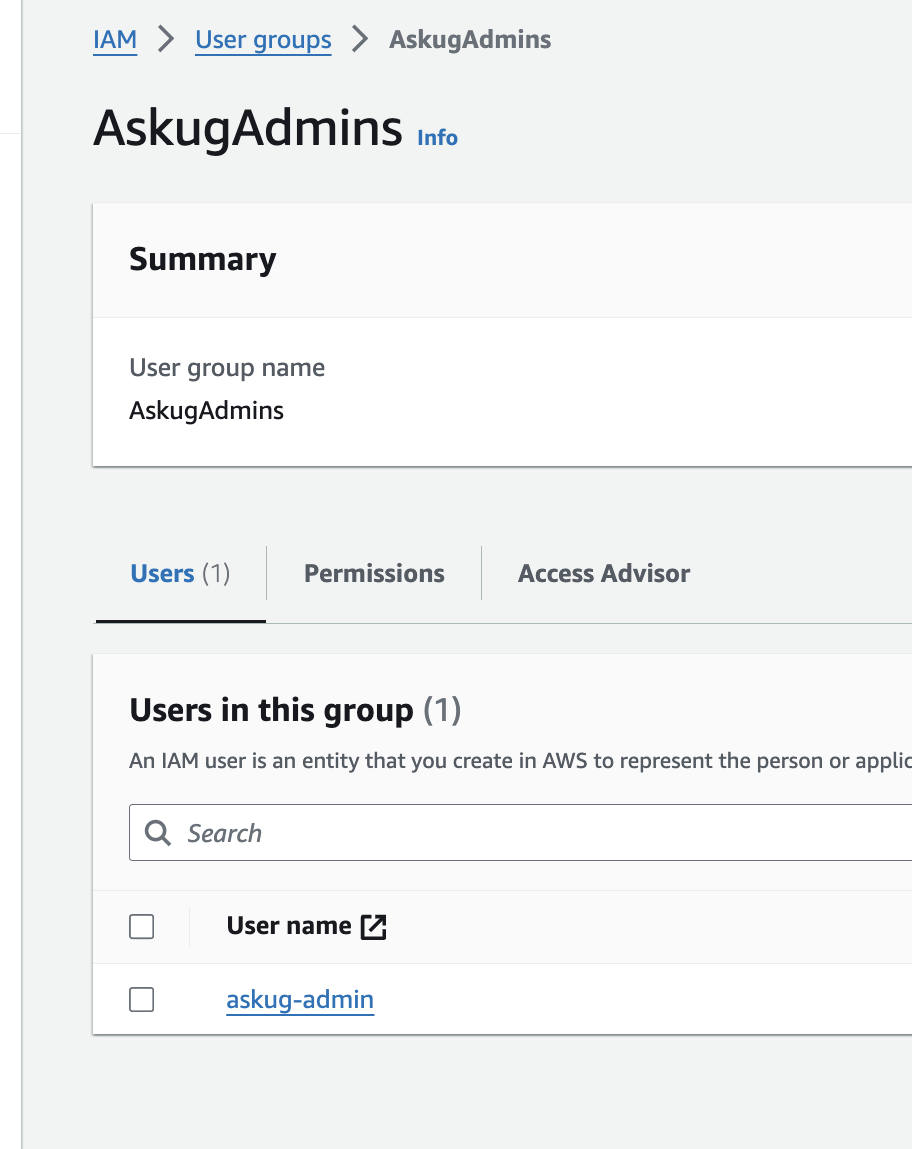 IAM > User groups > AskugAdmins
AskugAdmins Info
Summary
User group name
AskugAdmins
Users (1) Permissions Access Advisor
Users in this group (1)
An IAM user is an entity that you create in AWS to represent the person or applic
Search
User name
askug-admin